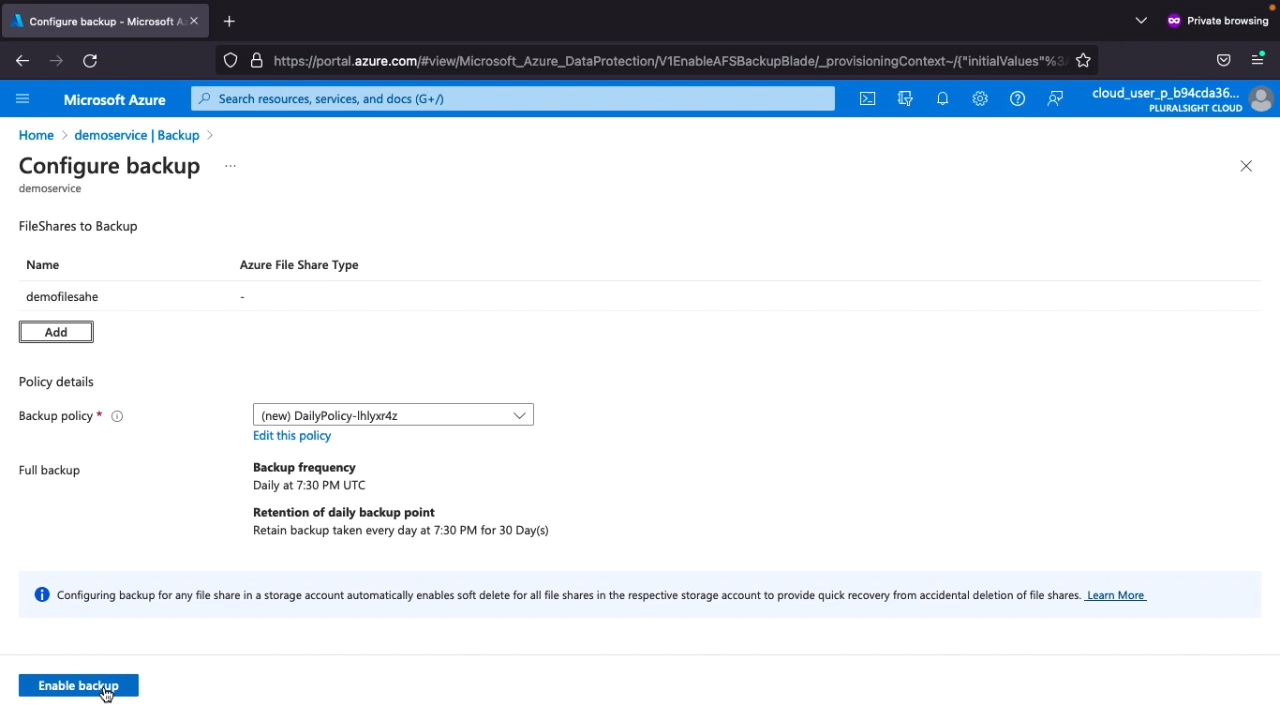 Configure backup - Microsoft A
Private browsing
https://portal.azure.com/#view/Microsoft_Azure_DataProtection/V1EnableAFSBackupBlade/_provisioningContext~/{"initialValues"%3
Microsoft Azure
Search resources, services, and docs (G+/)
cloud_user_p_b94cda36...
PLURALSIGHT CLOUD
Home > demoservice | Backup >
Configure backup ...
demoservice
FileShares to Backup
Name Azure File Share Type
demofilesahe -
Add
Policy details
Backup policy *
(new) DailyPolicy-lhlyxr4z
Edit this policy
Full backup
Backup frequency
Daily at 7:30 PM UTC
Retention of daily backup point
Retain backup taken every day at 7:30 PM for 30 Day(s)
Configuring backup for any file share in a storage account automatically enables soft delete for all file shares in the respective storage account to provide quick recovery from accidental deletion of file shares. Learn More
Enable backup